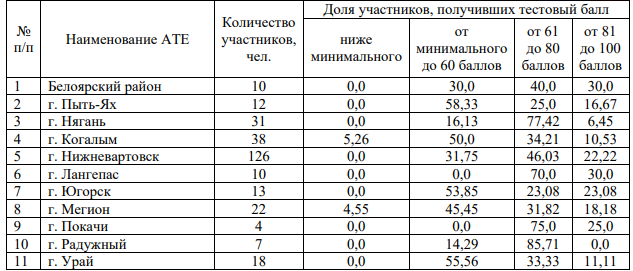 № п/п Наименование АТЕ Количество участников, чел. Доля участников, получивших тестовый балл
ниже минимального от минимального до 60 баллов от 61 до 80 баллов от 81 до 100 баллов
1 Белоярский район 10 0,0 30,0 40,0 30,0
2 г. Пыть-Ях 12 0,0 58,33 25,0 16,67
3 г. Нягань 31 0,0 16,13 77,42 6,45
4 г. Когалым 38 5,26 50,0 34,21 10,53
5 г. Нижневартовск 126 0,0 31,75 46,03 22,22
6 г. Лангепас 10 0,0 0,0 70,0 30,0
7 г. Югорск 13 0,0 53,85 23,08 23,08
8 г. Мегион 22 4,55 45,45 31,82 18,18
9 г. Покачи 4 0,0 0,0 75,0 25,0
10 г. Радужный 7 0,0 14,29 85,71 0,0
11 г. Урай 18 0,0 55,56 33,33 11,11